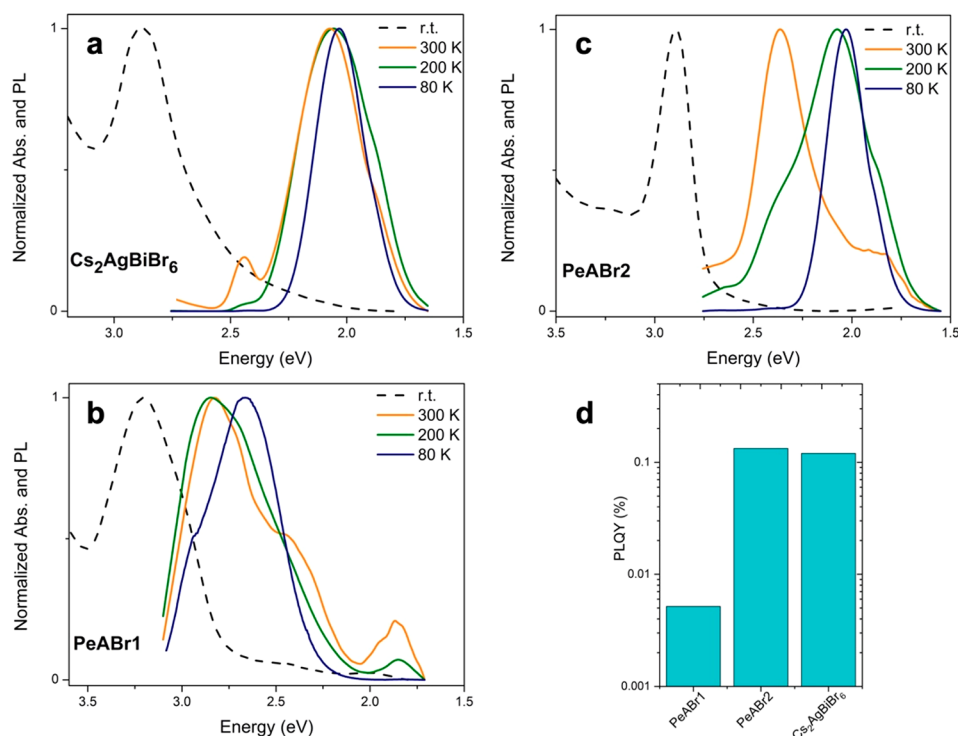 a
Normalized Abs. and PL
1
0
r.t.
300 K
200 K
80 K
Cs₂AgBiBr₆
3.0
2.5
2.0
1.5
Energy (eV)
c
Normalized Abs. and PL
1
0
r.t.
300 K
200 K
80 K
PeABr2
3.5
3.0
2.5
2.0
1.5
Energy (eV)
b
Normalized Abs. and PL
1
0
r.t.
300 K
200 K
80 K
PeABr1
3.5
3.0
2.5
2.0
1.5
Energy (eV)
d
PLQY (%)
0.1
0.01
0.001
PeABr1
PeABr2
Cs₂AgBiBr₆